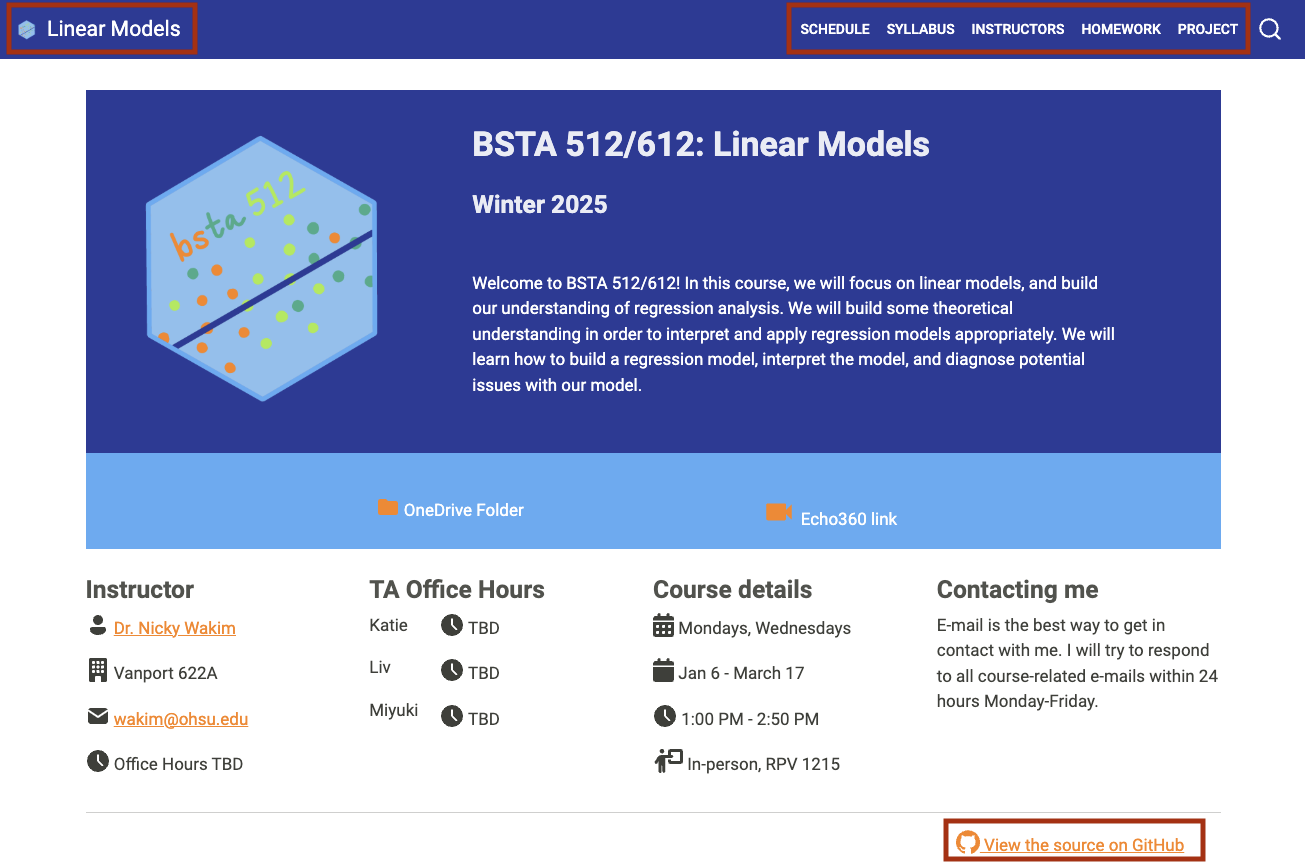 Linear Models
SCHEDULE SYLLABUS INSTRUCTORS HOMEWORK PROJECT
bsta 512
BSTA 512/612: Linear Models
Winter 2025
Welcome to BSTA 512/612! In this course, we will focus on linear models, and build
our understanding of regression analysis. We will build some theoretical
understanding in order to interpret and apply regression models appropriately. We will
learn how to build a regression model, interpret the model, and diagnose potential
issues with our model.
OneDrive Folder
Echo360 link
Instructor
Dr. Nicky Wakim
Vanport 622A
wakim@ohsu.edu
Office Hours TBD
TA Office Hours
Katie TBD
Liv TBD
Miyuki TBD
Course details
Mondays, Wednesdays
Jan 6 - March 17
1:00 PM - 2:50 PM
In-person, RPV 1215
Contacting me
E-mail is the best way to get in
contact with me. I will try to respond
to all course-related e-mails within 24
hours Monday-Friday.
View the source on GitHub